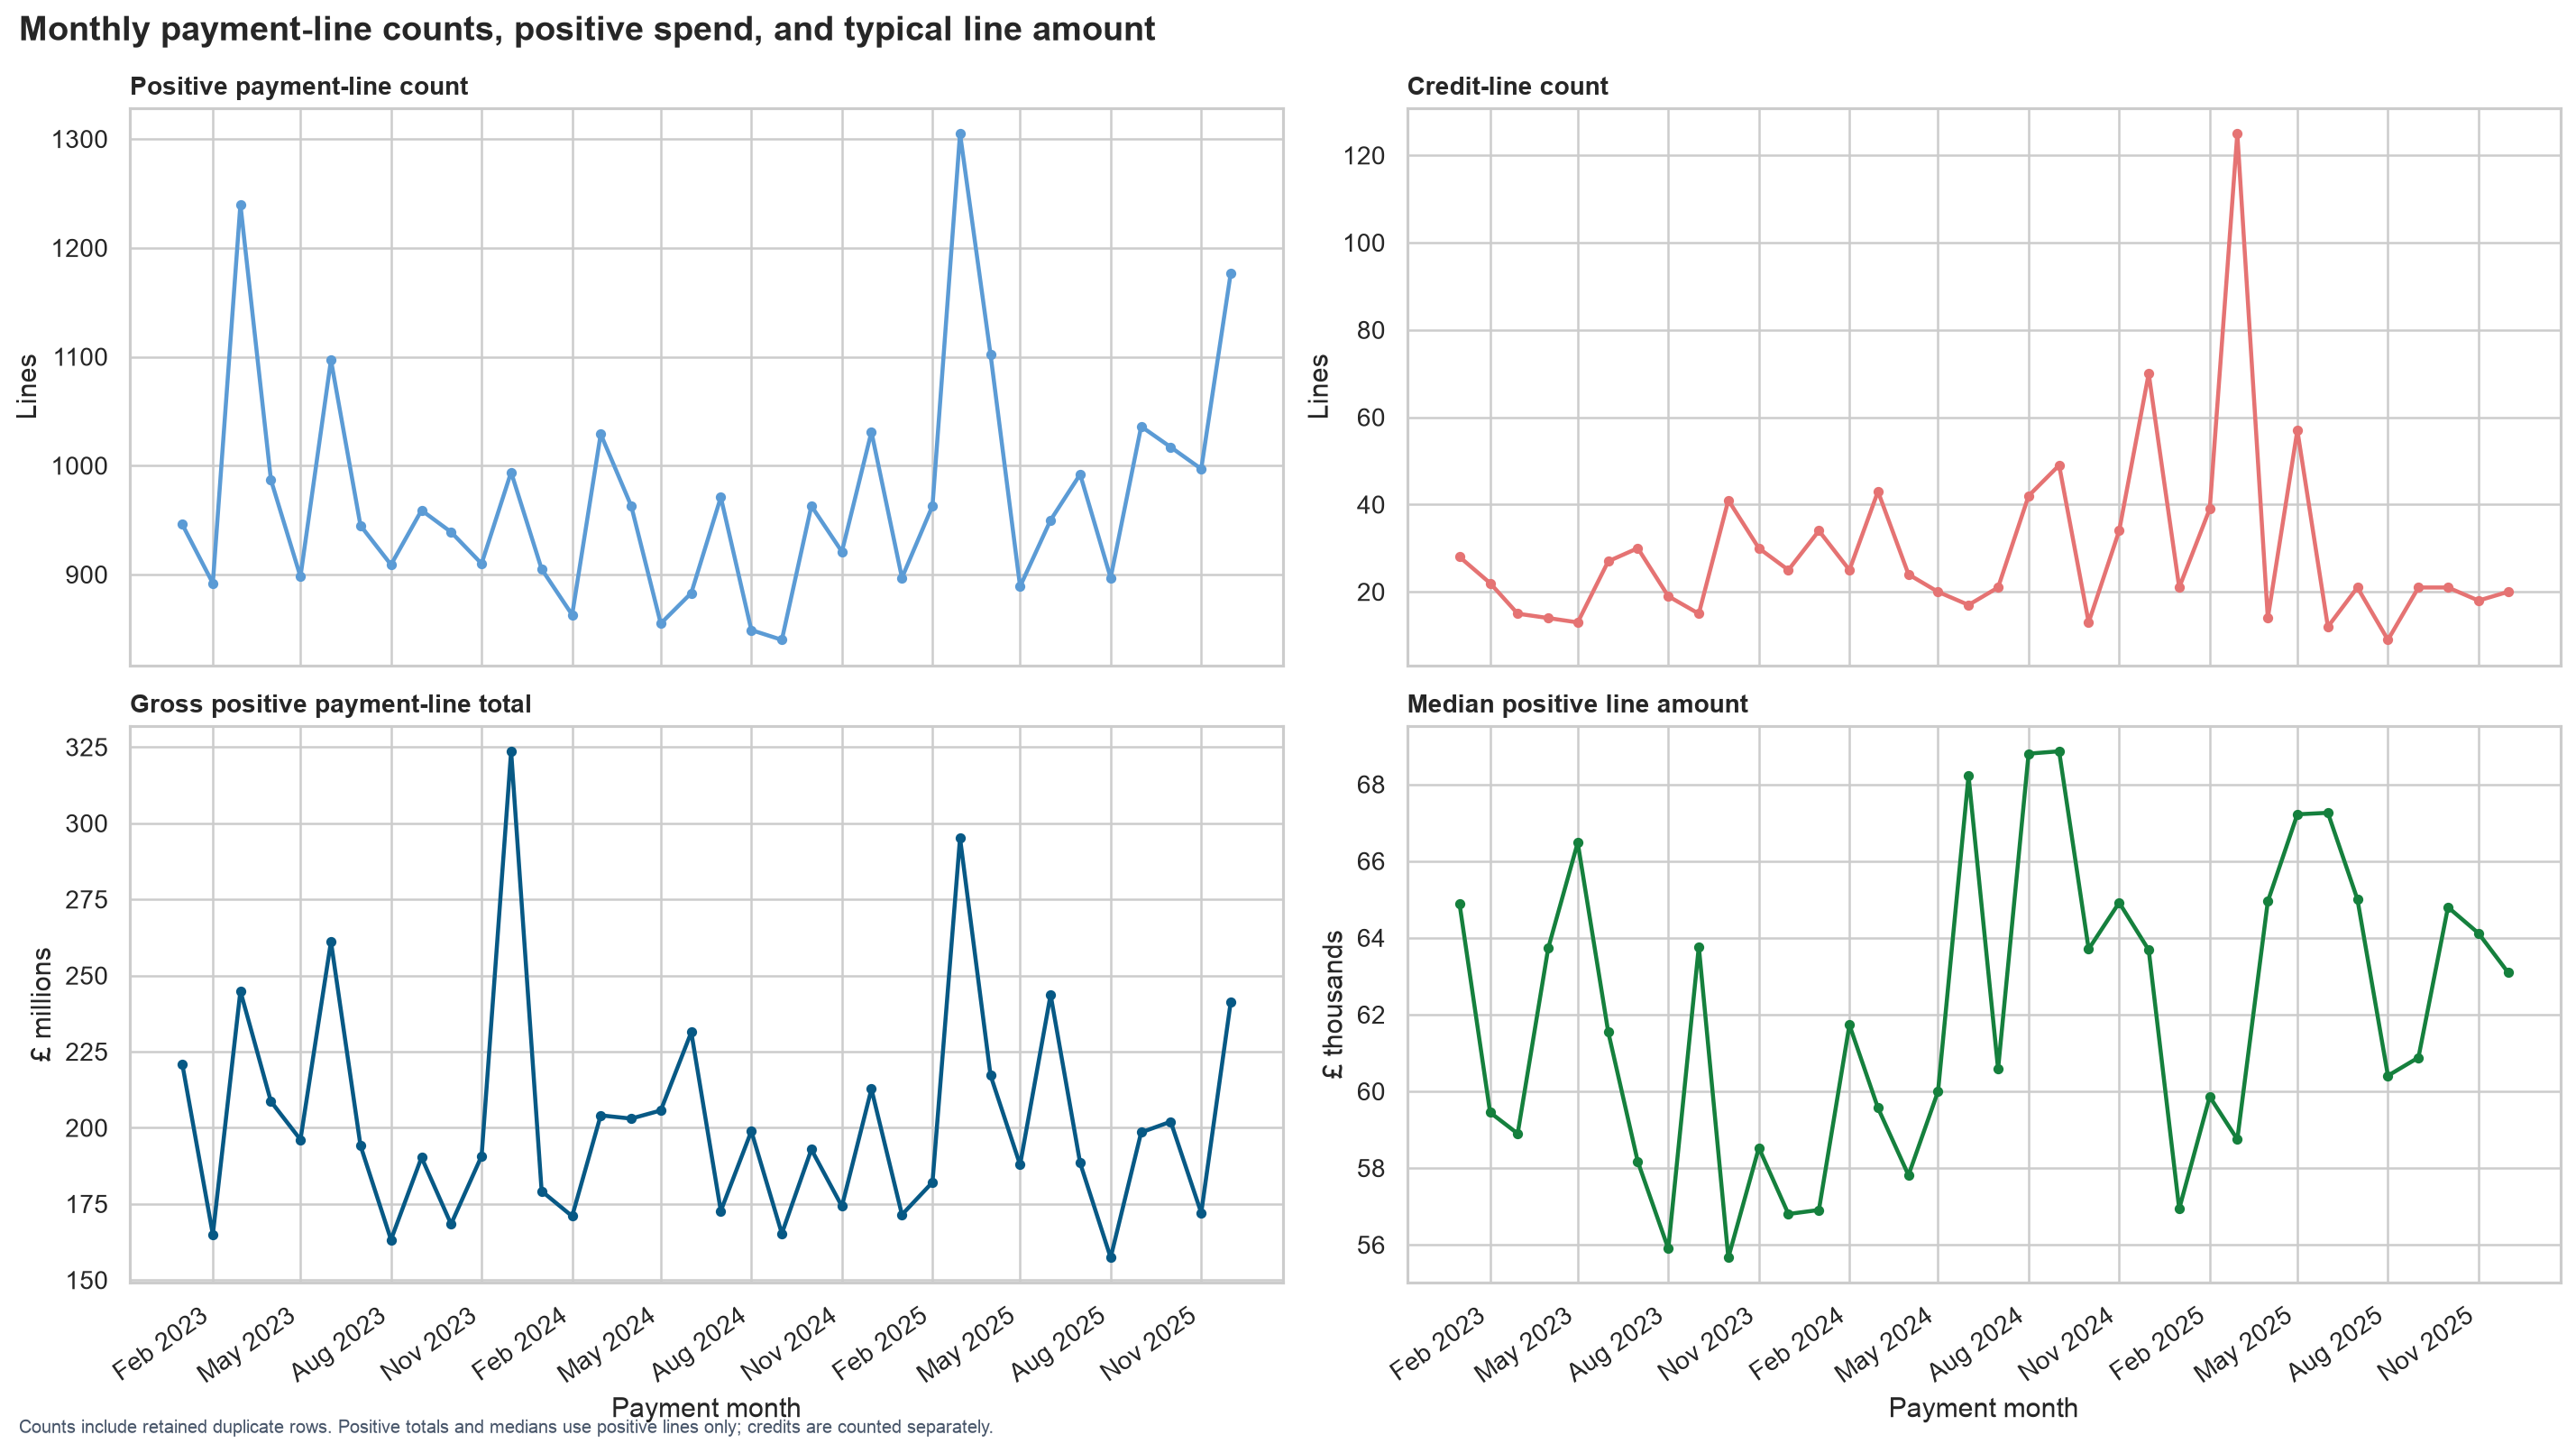 Monthly payment-line counts, positive spend, and typical line amount
Positive payment-line count
1300
1200
1100
1000
900
Lines
Credit-line count
120
100
80
60
40
20
Lines
Gross positive payment-line total
325
300
275
250
225
200
175
150
£ millions
Feb 2023
May 2023
Aug 2023
Nov 2023
Feb 2024
May 2024
Aug 2024
Nov 2024
Feb 2025
May 2025
Aug 2025
Nov 2025
Payment month
Median positive line amount
68
66
64
62
60
58
56
£ thousands
Feb 2023
May 2023
Aug 2023
Nov 2023
Feb 2024
May 2024
Aug 2024
Nov 2024
Feb 2025
May 2025
Aug 2025
Nov 2025
Payment month
Counts include retained duplicate rows. Positive totals and medians use positive lines only; credits are counted separately.